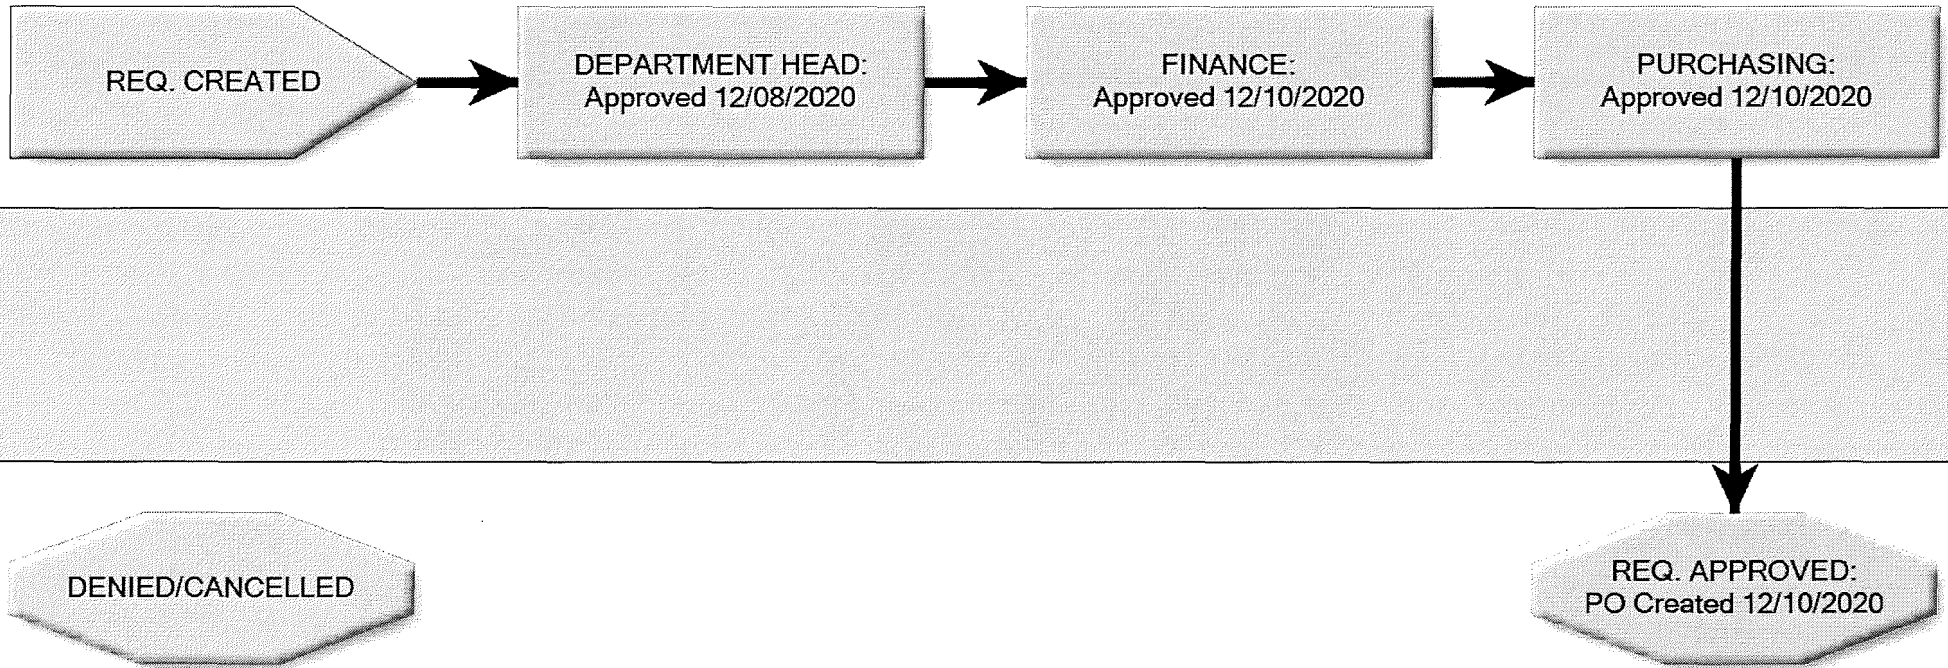 REQ. CREATED
DEPARTMENT HEAD:
Approved 12/08/2020
FINANCE:
Approved 12/10/2020
PURCHASING:
Approved 12/10/2020
DENIED/CANCELLED
REQ. APPROVED:
PO Created 12/10/2020